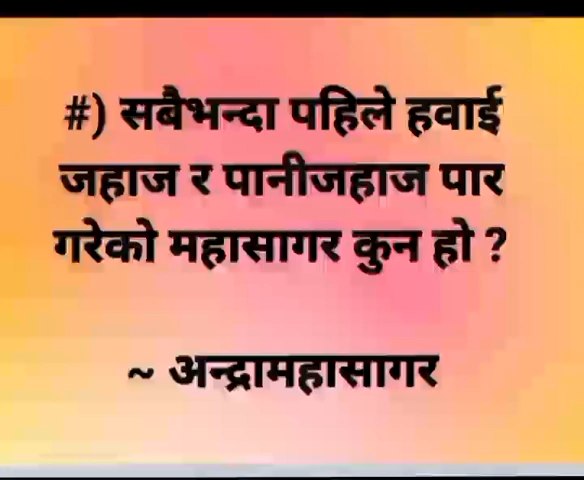 #) सबैभन्दा पहिले हवाई
जहाज र पानीजहाज पार
गरेको महासागर कुन हो ?
~ अन्द्रामहासागर